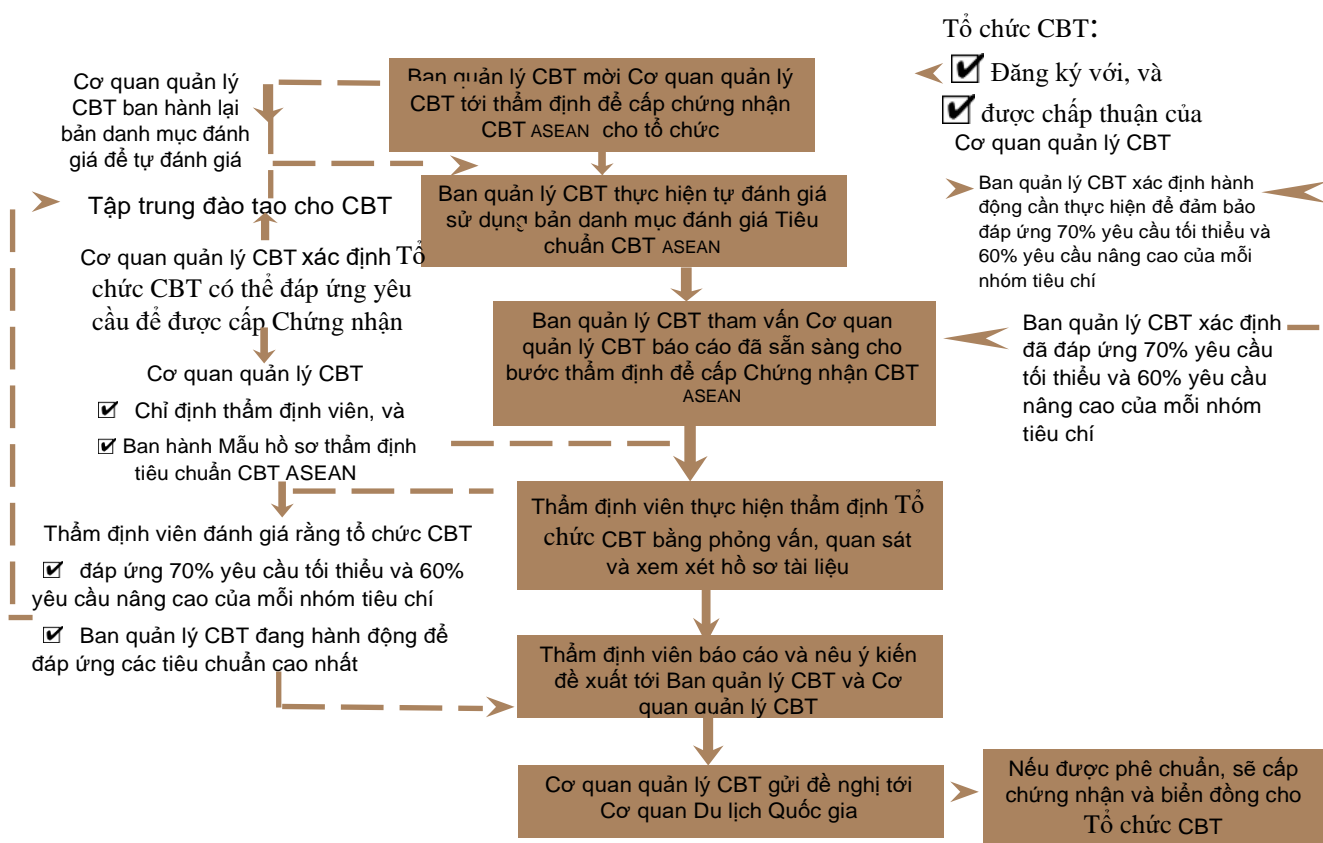 Tổ chức CBT:
☑ Đăng ký với, và
☑ được chấp thuận của
Cơ quan quản lý CBT
Cơ quan quản lý
CBT ban hành lại
bản danh mục đánh
giá để tự đánh giá
Ban quản lý CBT mời Cơ quan quản lý
CBT tới thẩm định để cấp chứng nhận
CBT ASEAN cho tổ chức
Tập trung đào tạo cho CBT
Ban quản lý CBT thực hiện tự đánh giá
sử dụng bản danh mục đánh giá Tiêu
chuẩn CBT ASEAN
Ban quản lý CBT xác định hành
động cần thực hiện để đảm bảo
đáp ứng 70% yêu cầu tối thiểu và
60% yêu cầu nâng cao của mỗi
nhóm tiêu chí
Cơ quan quản lý CBT xác định Tổ
chức CBT có thể đáp ứng yêu
cầu để được cấp Chứng nhận
Ban quản lý CBT tham vấn Cơ quan
quản lý CBT báo cáo đã sẵn sàng cho
bước thẩm định để cấp Chứng nhận CBT
ASEAN
Ban quản lý CBT xác định
đã đáp ứng 70% yêu cầu
tối thiểu và 60% yêu cầu
nâng cao của mỗi nhóm
tiêu chí
Cơ quan quản lý CBT
☑ Chỉ định thẩm định viên, và
☑ Ban hành Mẫu hồ sơ thẩm định
tiêu chuẩn CBT ASEAN
Thẩm định viên thực hiện thẩm định Tổ
chức CBT bằng phỏng vấn, quan sát
và xem xét hồ sơ tài liệu
Thẩm định viên đánh giá rằng tổ chức CBT
☑ đáp ứng 70% yêu cầu tối thiểu và 60%
yêu cầu nâng cao của mỗi nhóm tiêu chí
☑ Ban quản lý CBT đang hành động để
đáp ứng các tiêu chuẩn cao nhất
Thẩm định viên báo cáo và nêu ý kiến
đề xuất tới Ban quản lý CBT và Cơ
quan quản lý CBT
Cơ quan quản lý CBT gửi đề nghị tới
Cơ quan Du lịch Quốc gia
Nếu được phê chuẩn, sẽ cấp
chứng nhận và biển đồng cho
Tổ chức CBT